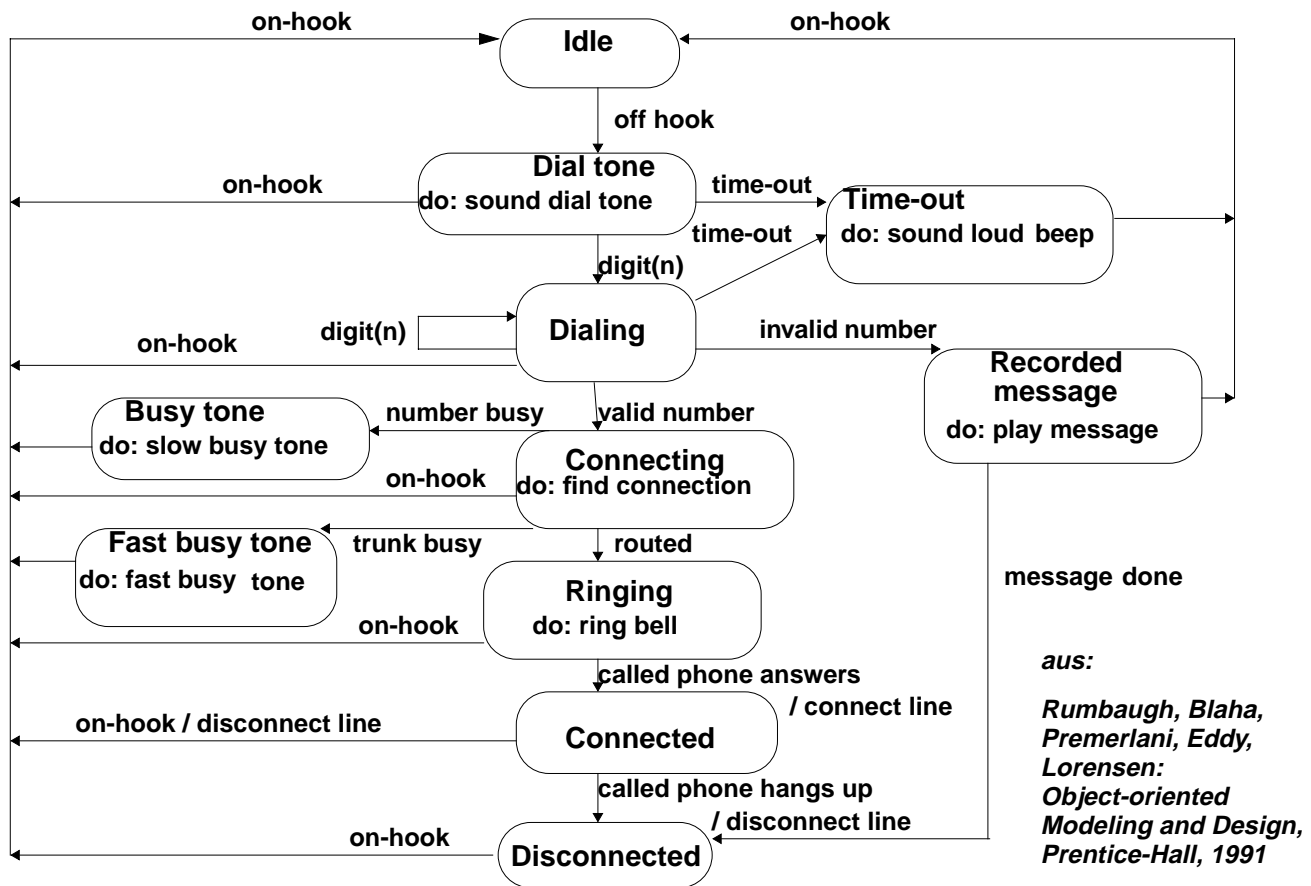 on-hook
Idle
on-hook
off hook
Dial tone
do: sound dial tone
on-hook
time-out
Time-out
do: sound loud beep
time-out
digit(n)
digit(n)
Dialing
invalid number
on-hook
Recorded
message
do: play message
Busy tone
do: slow busy tone
number busy
valid number
Connecting
do: find connection
on-hook
Fast busy tone
do: fast busy tone
trunk busy
routed
message done
Ringing
do: ring bell
on-hook
called phone answers
/ connect line
on-hook / disconnect line
Connected
called phone hangs up
/ disconnect line
on-hook
Disconnected
aus:
Rumbaugh, Blaha,
Premerlani, Eddy,
Lorensen:
Object-oriented
Modeling and Design,
Prentice-Hall, 1991